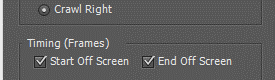 Crawl Right
Timing (Frames)
Start Off Screen End Off Screen